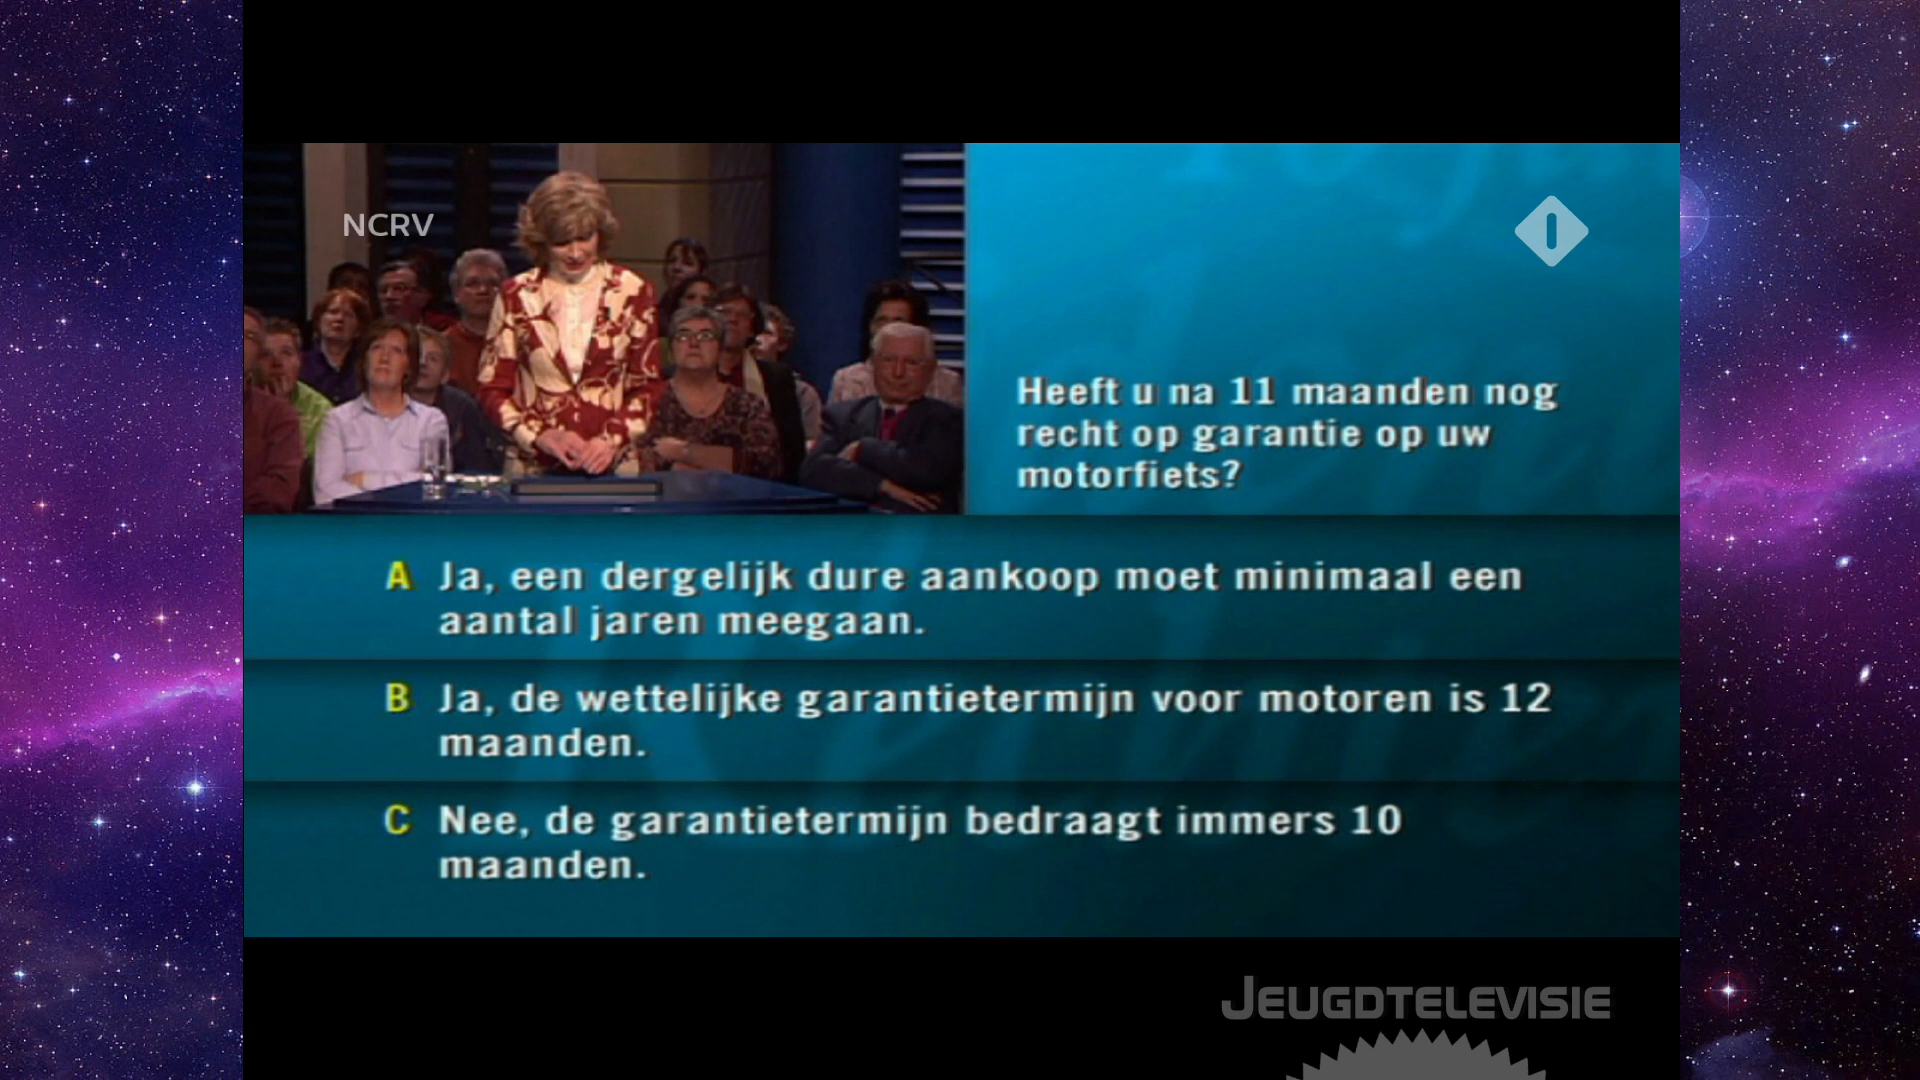 NCRV
Heeft u na 11 maanden nog
recht op garantie op uw
motorfiets?
A Ja, een dergelijk dure aankoop moet minimaal een
aantal jaren meegaan.
B Ja, de wettelijke garantietermijn voor motoren is 12
maanden.
C Nee, de garantietermijn bedraagt immers 10
maanden.
JEUGDTELEVISIE